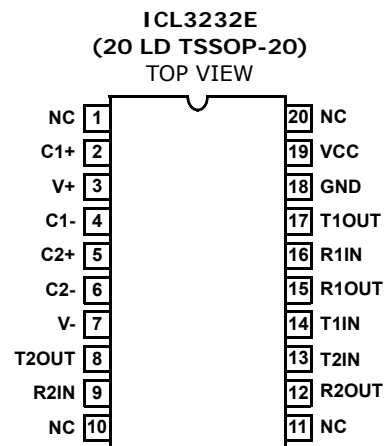 ICL3232E
(20 LD TSSOP-20)
TOP VIEW
NC 1 20 NC
C1+ 2 19 VCC
V+ 3 18 GND
C1- 4 17 T1OUT
C2+ 5 16 R1IN
C2- 6 15 R1OUT
V- 7 14 T1IN
T2OUT 8 13 T2IN
R2IN 9 12 R2OUT
NC 10 11 NC